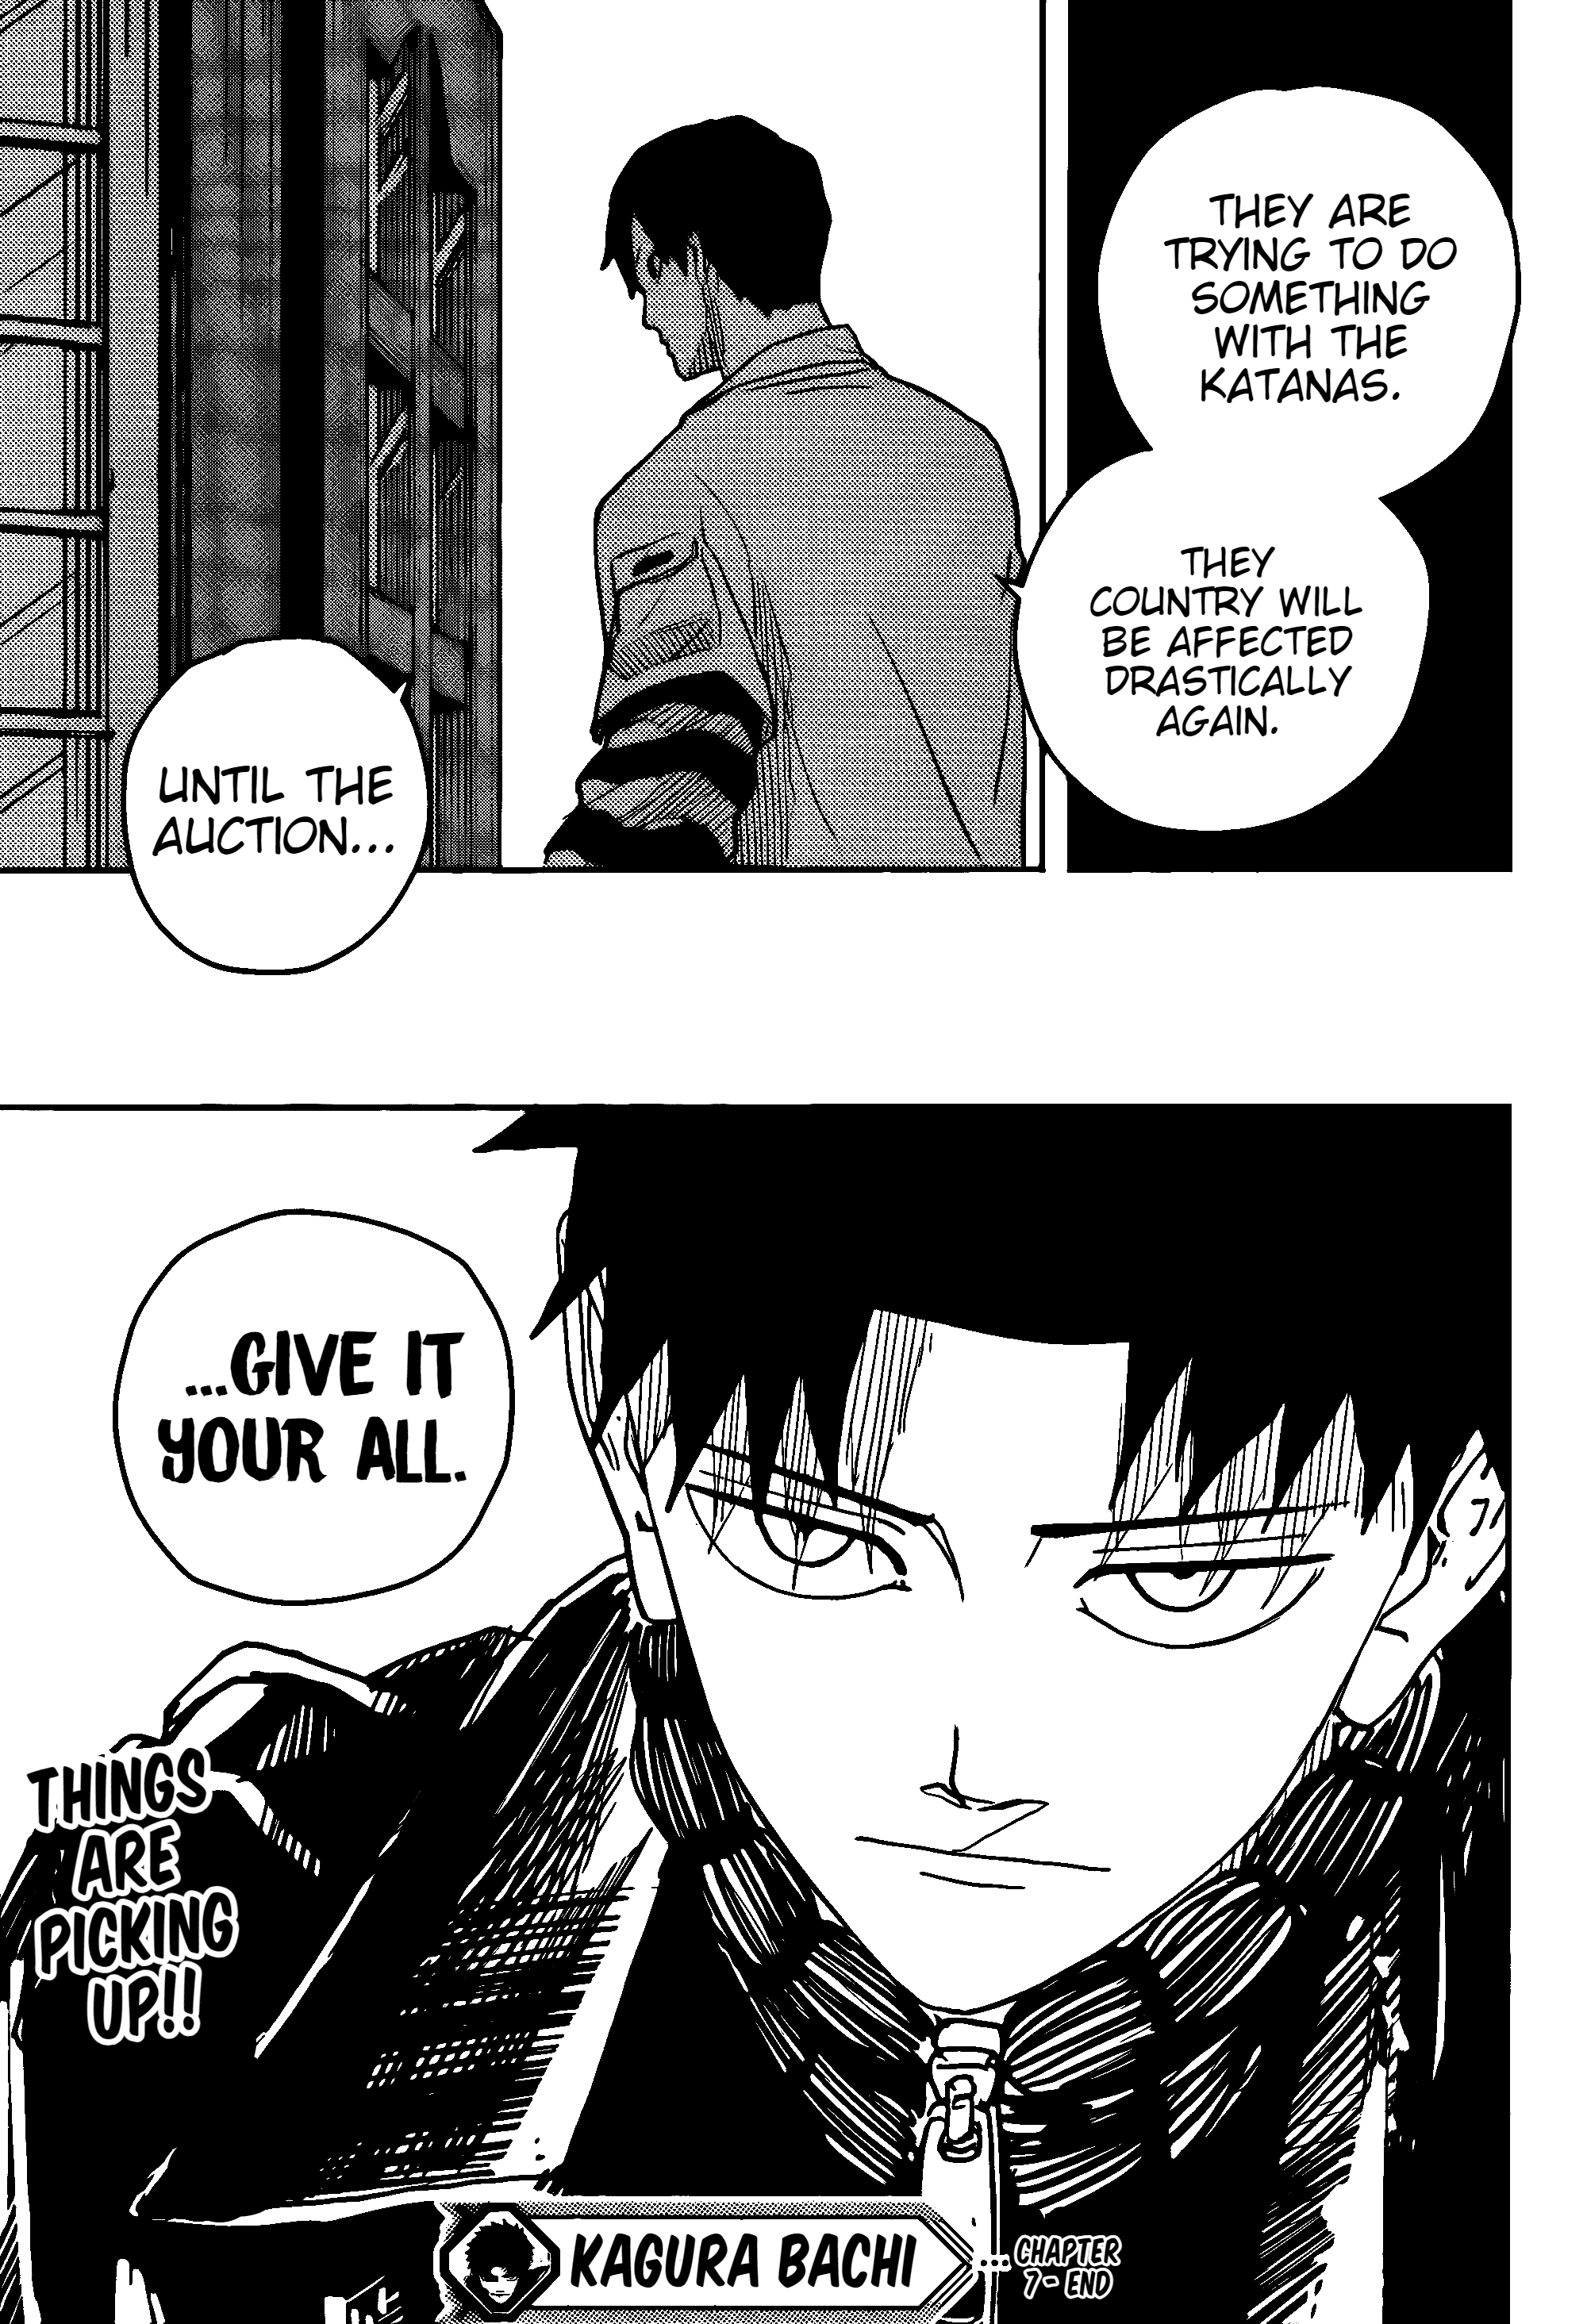 THEY ARE
TRYING TO DO
SOMETHING
WITH THE
KATANAS.
THEY
COUNTRY WILL
BE AFFECTED
DRASTICALLY
AGAIN.
UNTIL THE
AUCTION...
...GIVE IT
YOUR ALL.
THINGS
ARE
PICKING
UP!!
KAGURA BACHI
...CHAPTER
7 - END